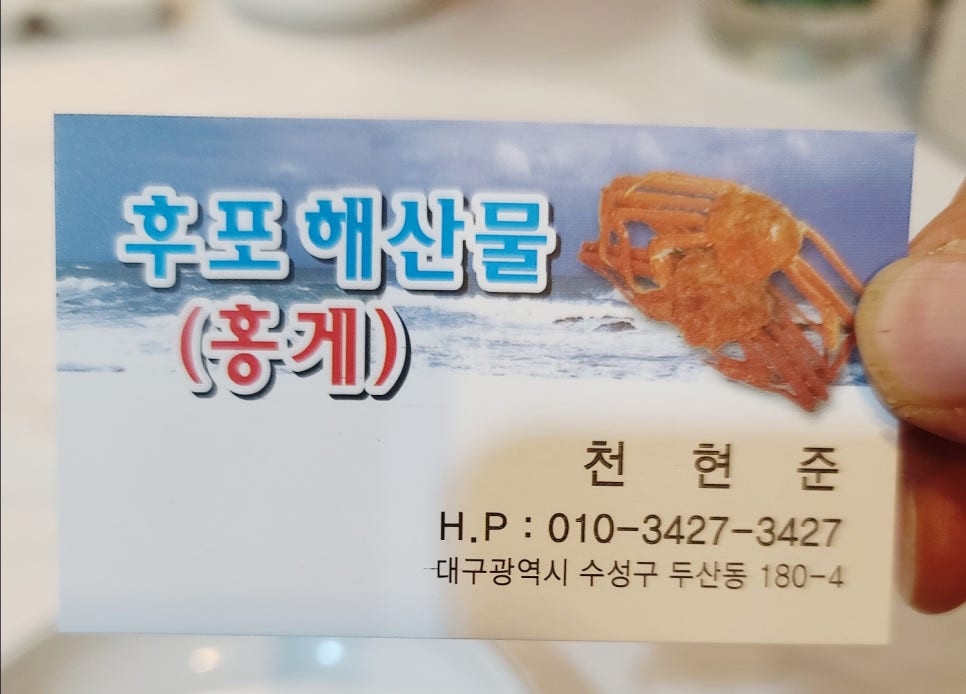 후포 해산물
(홍게)
천 현 준
H.P : 010-3427-3427
대구광역시 수성구 두산동 180-4